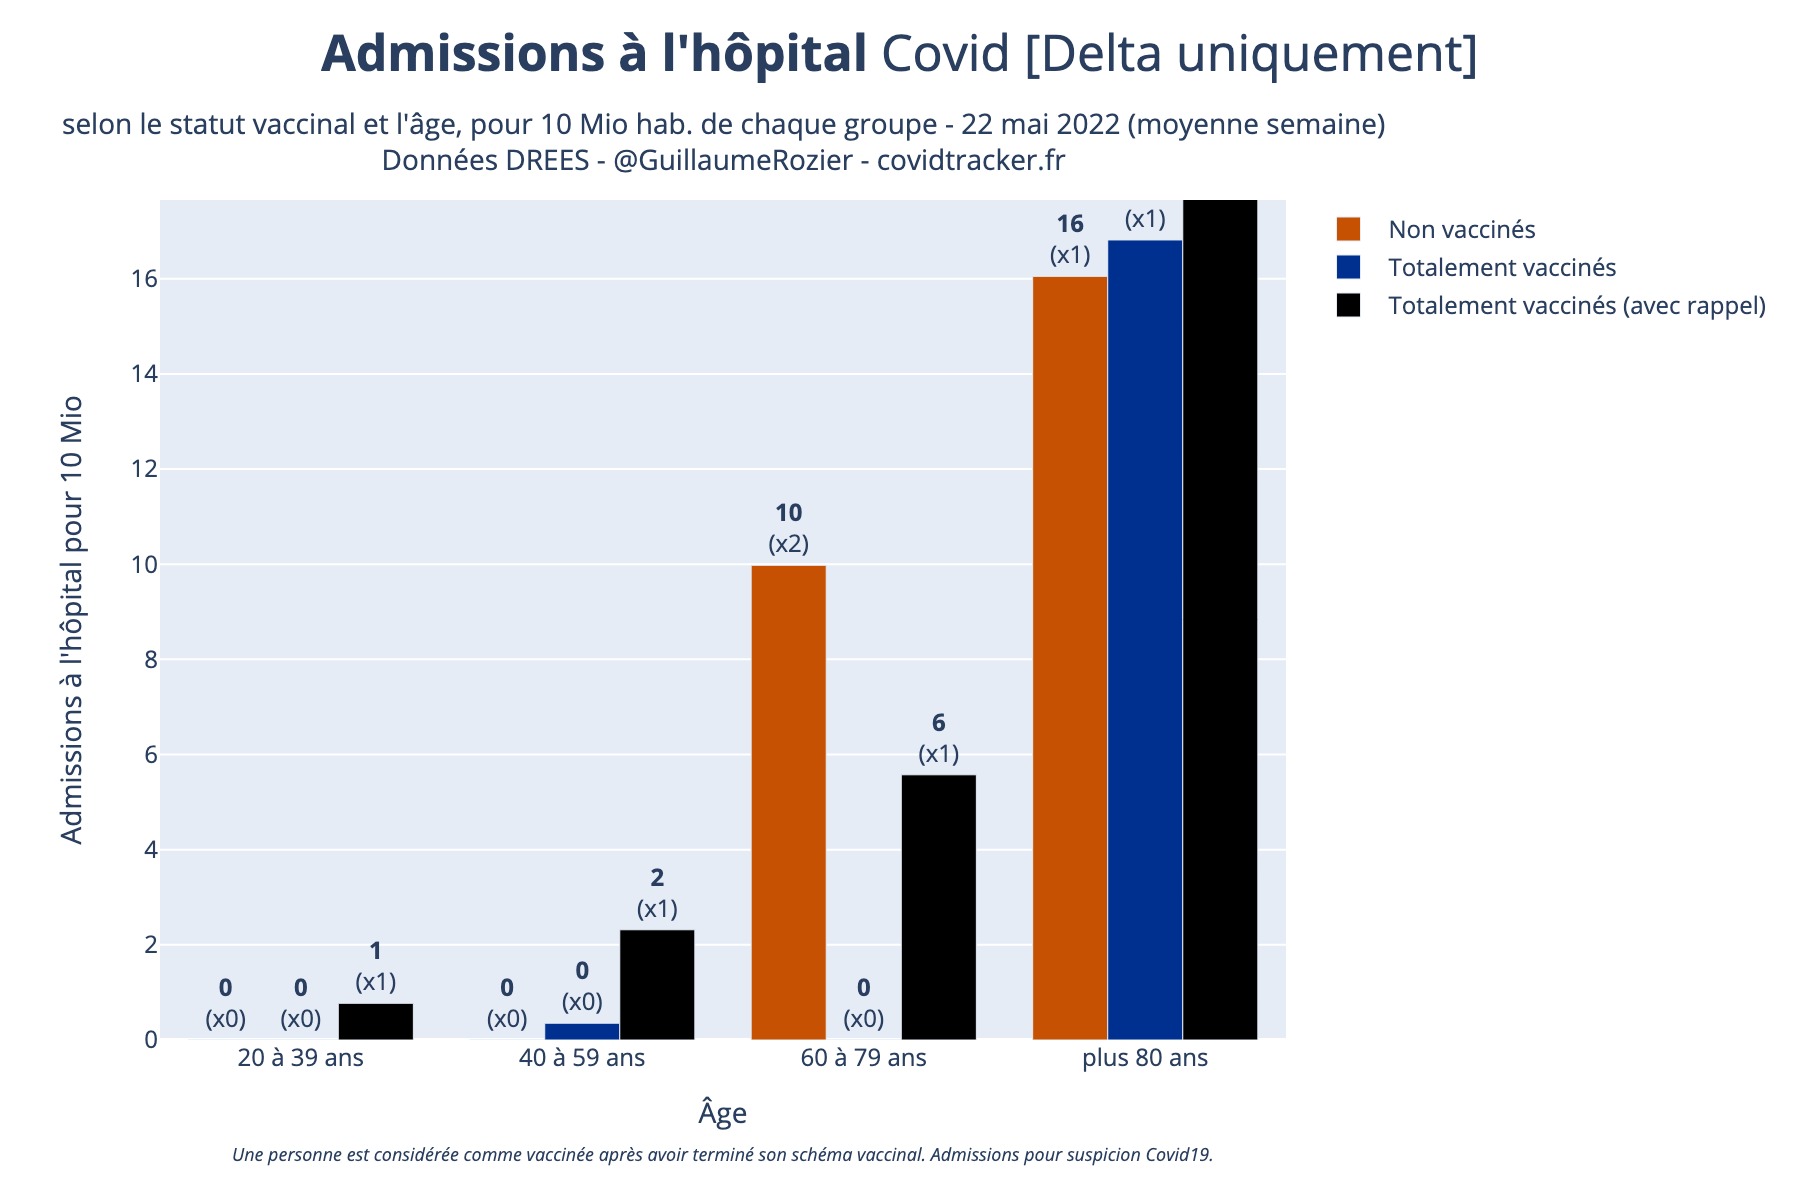 Admissions à l'hôpital Covid [Delta uniquement]
selon le statut vaccinal et l'âge, pour 10 Mio hab. de chaque groupe - 22 mai 2022 (moyenne semaine)
Données DREES - @GuillaumeRozier - covidtracker.fr
Non vaccinés
Totalement vaccinés
Totalement vaccinés (avec rappel)
Admissions à l'hôpital pour 10 Mio
16
14
12
10
8
6
4
2
0
0
(x0)
0
(x0)
1
(x1)
0
(x0)
0
(x0)
2
(x1)
10
(x2)
0
(x0)
6
(x1)
16
(x1)
(x1)
20 à 39 ans
40 à 59 ans
60 à 79 ans
plus 80 ans
Âge
Une personne est considérée comme vaccinée après avoir terminé son schéma vaccinal. Admissions pour suspicion Covid19.